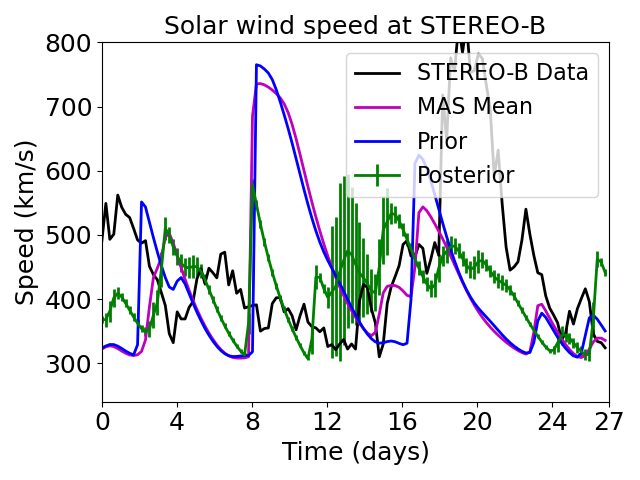 Solar wind speed at STEREO-B
800
700
600
500
400
300
Speed (km/s)
STEREO-B Data
MAS Mean
Prior
Posterior
0 4 8 12 16 20 24 27
Time (days)